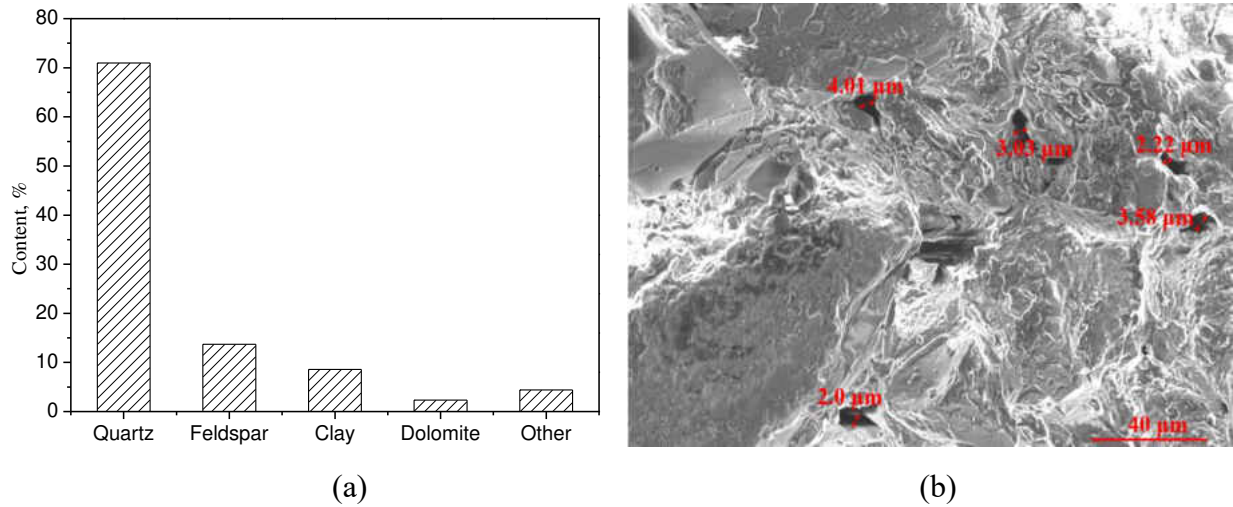 80
70
60
50
40
30
20
10
0
Content, %
Quartz Feldspar Clay Dolomite Other
(a)
4.01 μm
3.03 μm
2.22 μm
3.58 μm
2.0 μm
40 μm
(b)